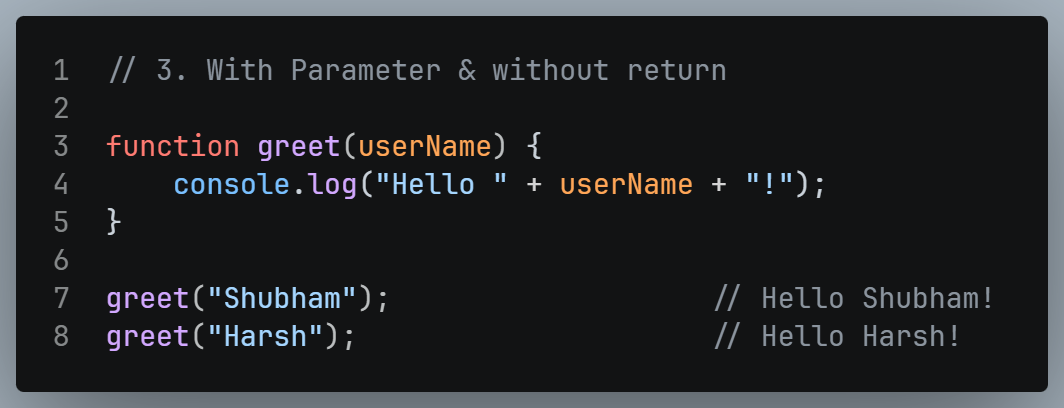 1 // 3. With Parameter & without return
2
3 function greet(userName) {
4     console.log("Hello " + userName + "!");
5 }
6
7 greet("Shubham");                   // Hello Shubham!
8 greet("Harsh");                     // Hello Harsh!